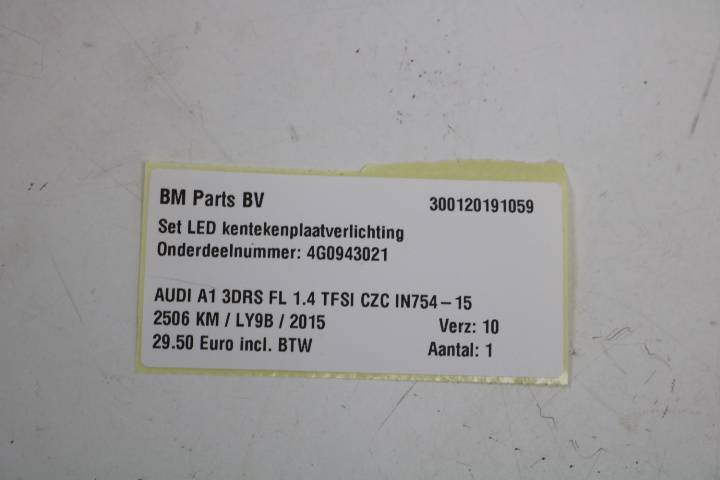 BM Parts BV 300120191059
Set LED kentekenplaatverlichting
Onderdeelnummer: 4G0943021
AUDI A1 3DRS FL 1.4 TFSI CZC IN754-15
2506 KM / LY9B / 2015 Verz: 10
29.50 Euro incl. BTW Aantal: 1